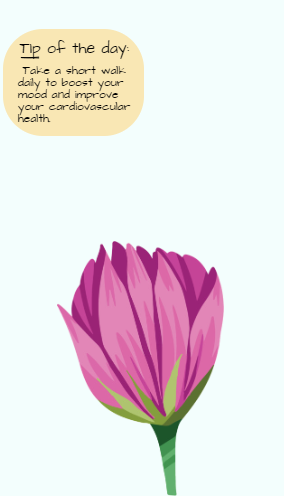 Tip of the day:
Take a short walk
daily to boost your
mood and improve
your cardiovascular
health.